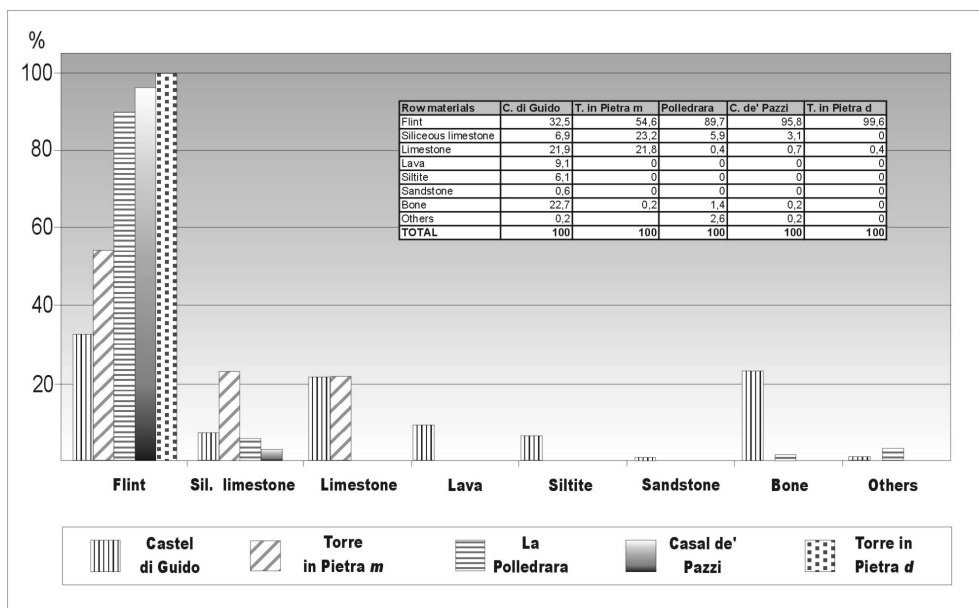 %
100
80
60
40
20
Row materials C. di Guido T. in Pietra m Polledrara C. de' Pazzi T. in Pietra d
Flint 32,5 54,6 89,7 95,8 99,6
Siliceous limestone 6,9 23,2 5,9 3,1 0
Limestone 21,9 21,8 0,4 0,7 0,4
Lava 9,1 0 0 0 0
Siltite 6,1 0 0 0 0
Sandstone 0,6 0 0 0 0
Bone 22,7 0,2 1,4 0,2 0
Others 0,2 2,6 0,2 0
TOTAL 100 100 100 100 100
Flint Sil. limestone Limestone Lava Siltite Sandstone Bone Others
Castel Torre La Casal de' Torre in
di Guido in Pietra m Polledrara Pazzi Pietra d